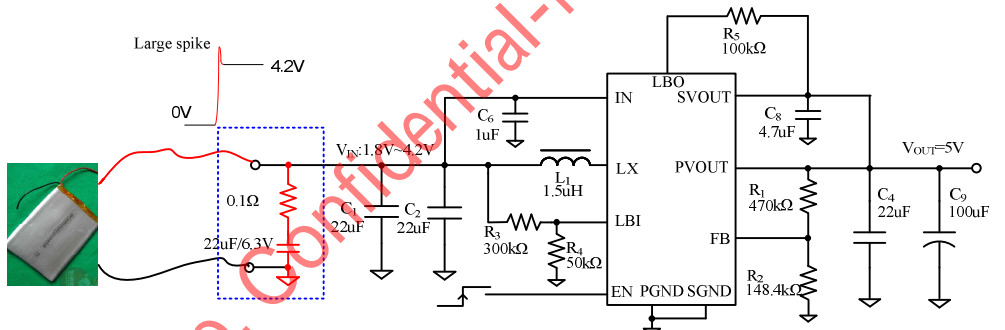 Large spike
4.2V
0V
0.1Ω
22uF/6.3V
VIN:1.8V~4.2V
C1
22uF
C2
22uF
C6
1uF
L1
1.5uH
R3
300kΩ
R4
50kΩ
R5
100kΩ
LBO
IN
SVOUT
LX
PVOUT
LBI
FB
EN
PGND
SGND
C8
4.7uF
R1
470kΩ
R2
148.4kΩ
C4
22uF
C9
100uF
VOUT=5V
Confidential-